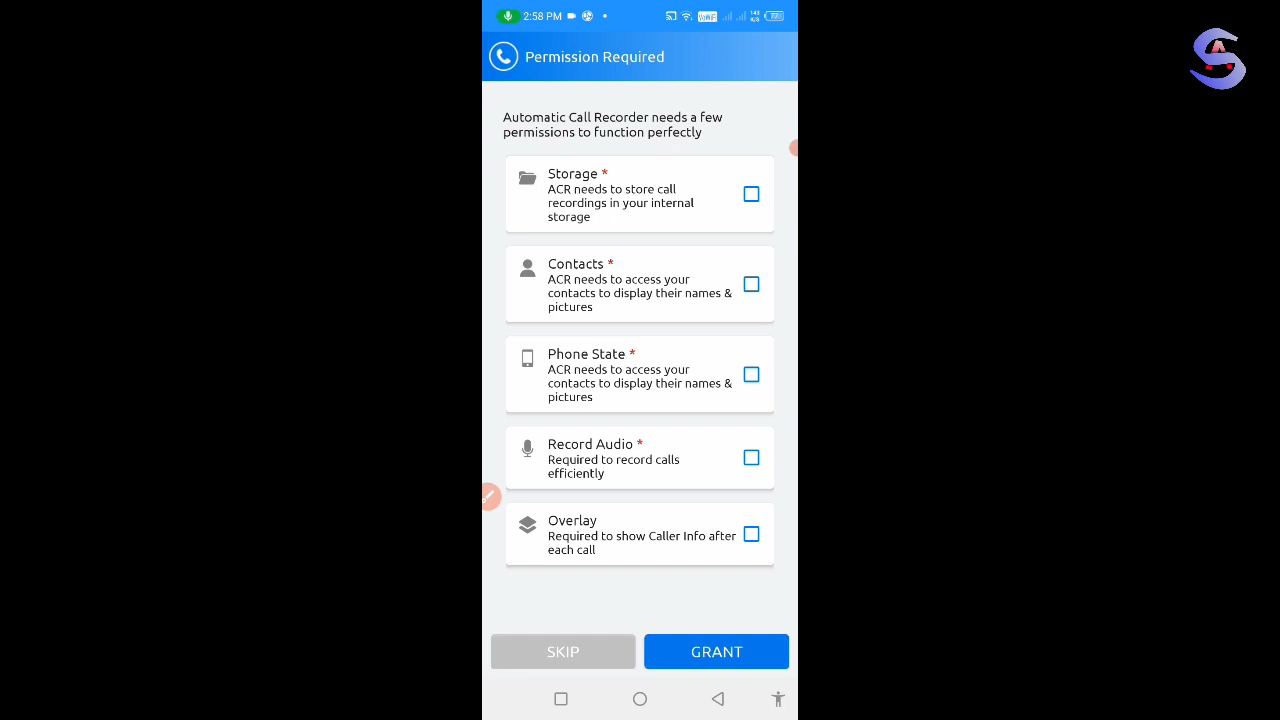 2:58 PM
VoWiFi
143
K/s
Permission Required
Automatic Call Recorder needs a few
permissions to function perfectly
Storage *
ACR needs to store call
recordings in your internal
storage
Contacts *
ACR needs to access your
contacts to display their names &
pictures
Phone State *
ACR needs to access your
contacts to display their names &
pictures
Record Audio *
Required to record calls
efficiently
Overlay
Required to show Caller Info after
each call
SKIP
GRANT